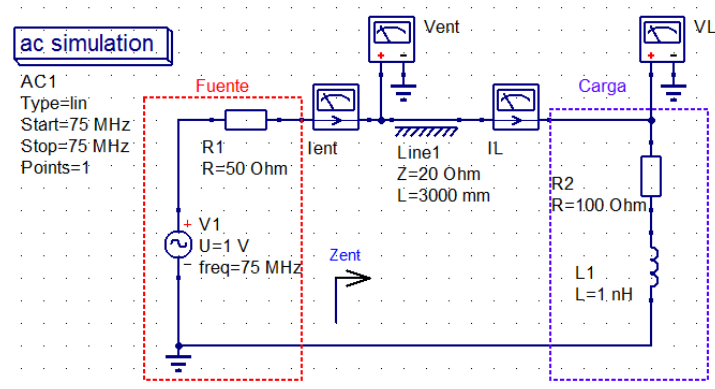 ac simulation
AC1
Type=lin
Start=75 MHz
Stop=75 MHz
Points=1
Fuente
R1
R=50 Ohm
+
V1
U=1 V
− freq=75 MHz
Ient
Vent
+ -
Line1
Z=20 Ohm
L=3000 mm
IL
VL
+ -
Carga
R2
R=100 Ohm
L1
L=1 nH
Zent